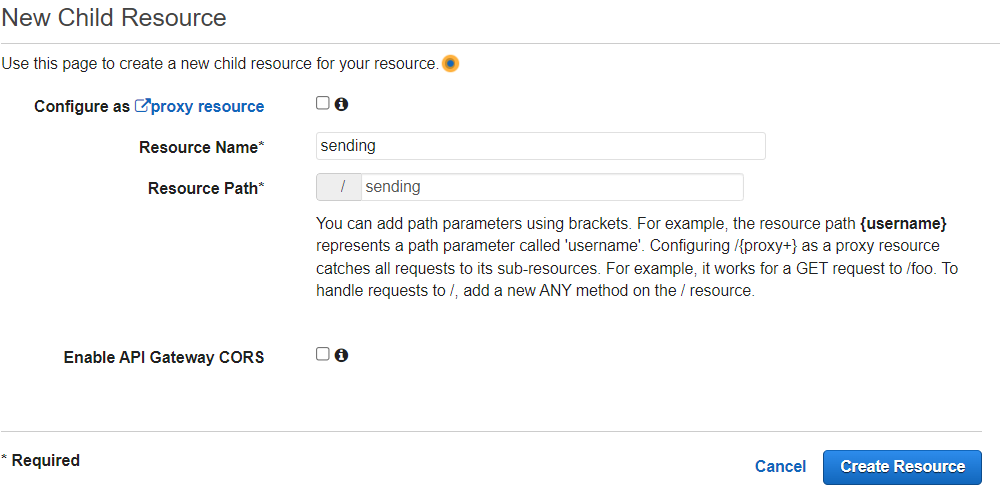 New Child Resource
Use this page to create a new child resource for your resource.
Configure as proxy resource
Resource Name* sending
Resource Path* / sending
You can add path parameters using brackets. For example, the resource path {username}
represents a path parameter called 'username'. Configuring /{proxy+} as a proxy resource
catches all requests to its sub-resources. For example, it works for a GET request to /foo. To
handle requests to /, add a new ANY method on the / resource.
Enable API Gateway CORS
* Required
Cancel Create Resource